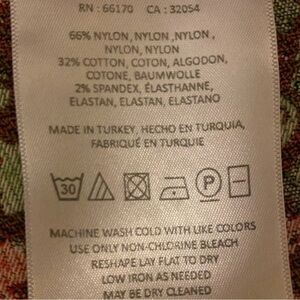 RN : 66170 CA : 32054
66% NYLON, NYLON ,NYLON ,
NYLON, NYLON
32% COTTON, COTON, ALGODON,
COTONE, BAUMWOLLE
2% SPANDEX, ÉLASTHANNE,
ELASTAN, ELASTAN, ELASTANO
MADE IN TURKEY, HECHO EN TURQUIA,
FABRIQUÉ EN TURQUIE
30 P
MACHINE WASH COLD WITH LIKE COLORS
USE ONLY NON-CHLORINE BLEACH
RESHAPE LAY FLAT TO DRY
LOW IRON AS NEEDED
MAY BE DRY CLEANED